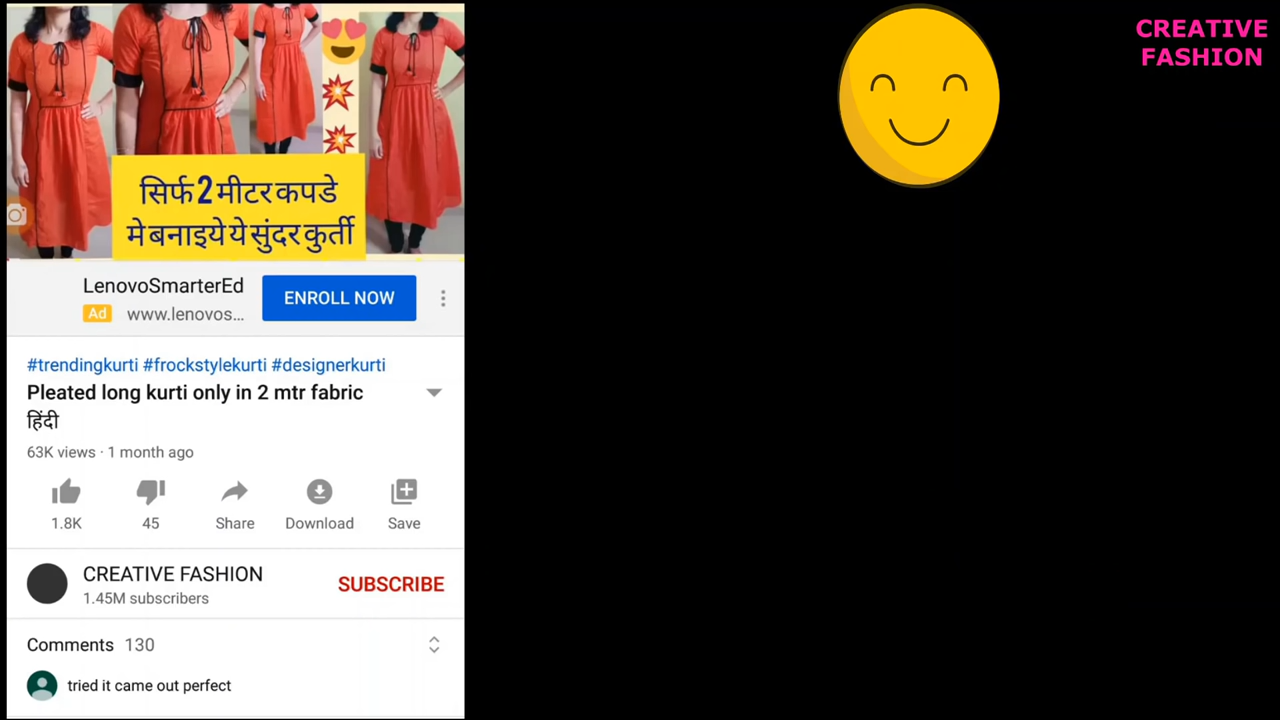 सिर्फ 2 मीटर कपडे
मे बनाइये ये सुंदर कुर्ती
LenovoSmarterEd
Ad www.lenovos...
ENROLL NOW
#trendingkurti #frockstylekurti #designerkurti
Pleated long kurti only in 2 mtr fabric
हिंदी
63K views · 1 month ago
1.8K 45 Share Download Save
CREATIVE FASHION
1.45M subscribers
SUBSCRIBE
Comments 130
tried it came out perfect
CREATIVE
FASHION